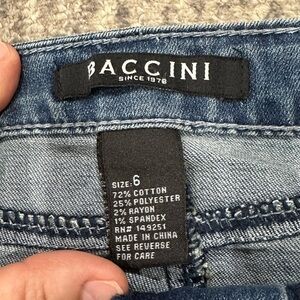 BACCINI
SINCE 1976
SIZE: 6
72% COTTON
25% POLYESTER
2% RAYON
1% SPANDEX
RN# 149251
MADE IN CHINA
SEE REVERSE
FOR CARE